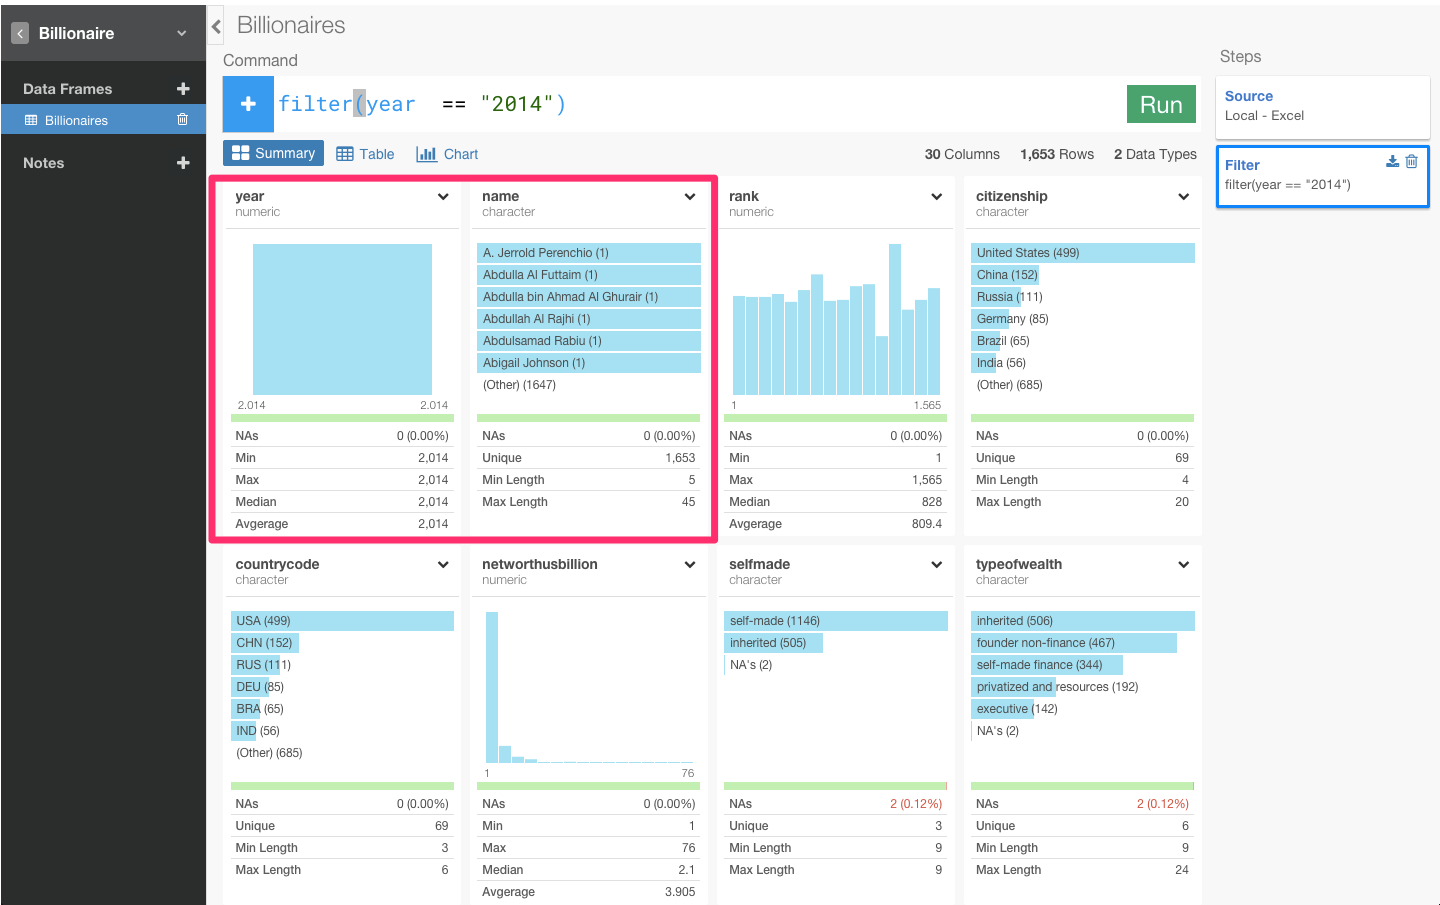 Billionaire
Data Frames
Billionaires
Notes
Billionaires
Command
filter(year == "2014")
Run
Summary Table Chart
30 Columns 1,653 Rows 2 Data Types
year
numeric
2.014 2.014
NAs 0 (0.00%)
Min 2,014
Max 2,014
Median 2,014
Avgerage 2,014
name
character
A. Jerrold Perenchio (1)
Abdulla Al Futtaim (1)
Abdulla bin Ahmad Al Ghurair (1)
Abdullah Al Rajhi (1)
Abdulsamad Rabiu (1)
Abigail Johnson (1)
(Other) (1647)
NAs 0 (0.00%)
Unique 1,653
Min Length 5
Max Length 45
rank
numeric
1 1.565
NAs 0 (0.00%)
Min 1
Max 1,565
Median 828
Avgerage 809.4
citizenship
character
United States (499)
China (152)
Russia (111)
Germany (85)
Brazil (65)
India (56)
(Other) (685)
NAs 0 (0.00%)
Unique 69
Min Length 4
Max Length 20
countrycode
character
USA (499)
CHN (152)
RUS (111)
DEU (85)
BRA (65)
IND (56)
(Other) (685)
NAs 0 (0.00%)
Unique 69
Min Length 3
Max Length 6
networthusbillion
numeric
1 76
NAs 0 (0.00%)
Min 1
Max 76
Median 2.1
Avgerage 3.905
selfmade
character
self-made (1146)
inherited (505)
NA's (2)
NAs 2 (0.12%)
Unique 3
Min Length 9
Max Length 9
typeofwealth
character
inherited (506)
founder non-finance (467)
self-made finance (344)
privatized and resources (192)
executive (142)
NA's (2)
NAs 2 (0.12%)
Unique 6
Min Length 9
Max Length 24
Steps
Source
Local - Excel
Filter
filter(year == "2014")